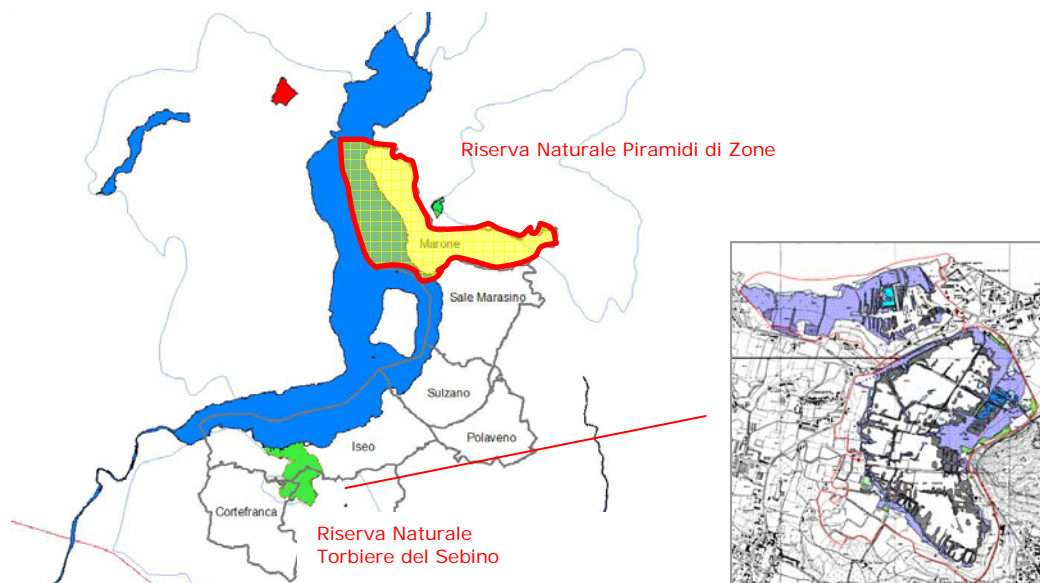 Riserva Naturale Piramidi di Zone
Marone
Sale Marasino
Sulzano
Polaveno
Iseo
Cortefranca
Riserva Naturale
Torbiere del Sebino